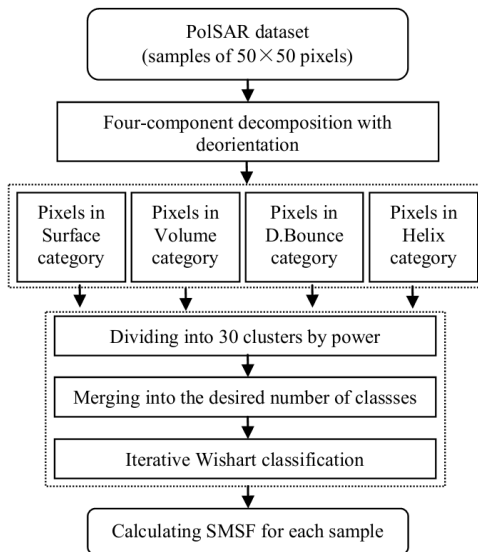 PolSAR dataset
(samples of 50×50 pixels)
Four-component decomposition with
deorientation
Pixels in
Surface
category
Pixels in
Volume
category
Pixels in
D.Bounce
category
Pixels in
Helix
category
Dividing into 30 clusters by power
Merging into the desired number of classses
Iterative Wishart classification
Calculating SMSF for each sample